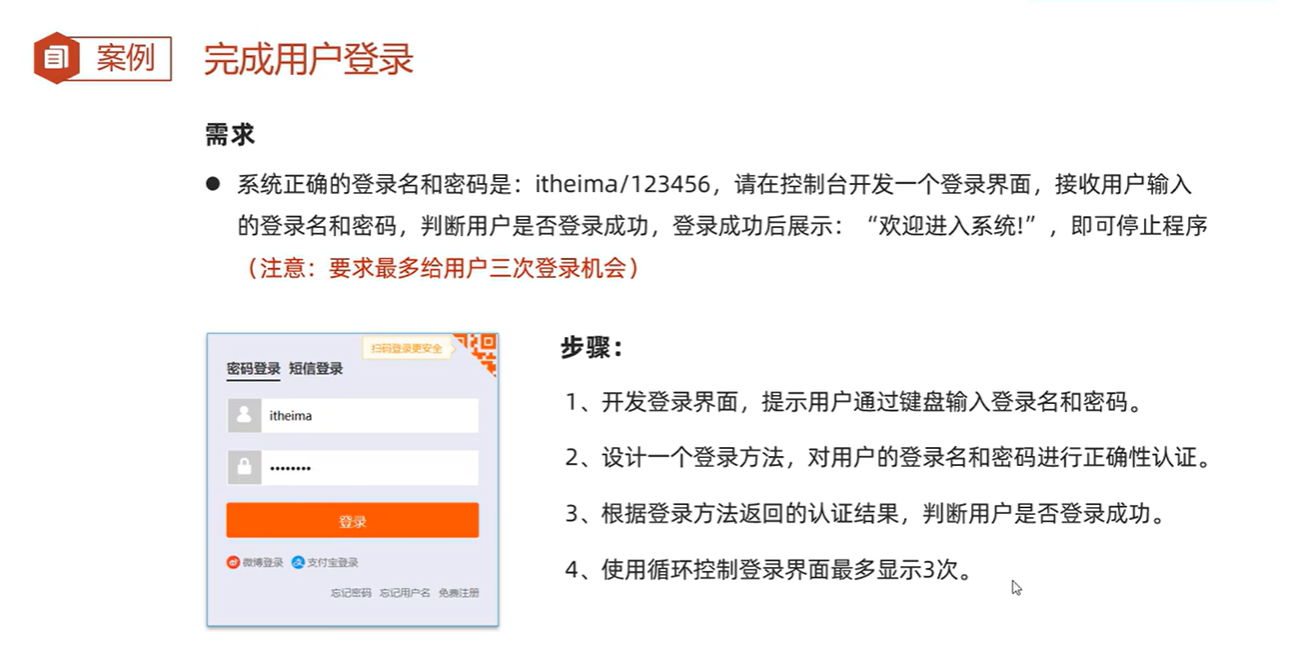 案例
完成用户登录
需求
● 系统正确的登录名和密码是：itheima/123456，请在控制台开发一个登录界面，接收用户输入
的登录名和密码，判断用户是否登录成功，登录成功后展示：“欢迎进入系统!”，即可停止程序
（注意：要求最多给用户三次登录机会）
扫码登录更安全
密码登录 短信登录
itheima
••••••••
登录
微博登录 支付宝登录
忘记密码 忘记用户名 免费注册
步骤：
1、开发登录界面，提示用户通过键盘输入登录名和密码。
2、设计一个登录方法，对用户的登录名和密码进行正确性认证。
3、根据登录方法返回的认证结果，判断用户是否登录成功。
4、使用循环控制登录界面最多显示3次。